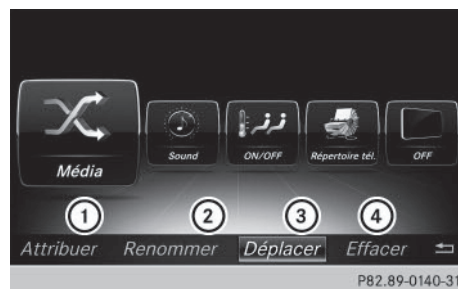 Média Sound ON/OFF Répertoire tél. OFF
1 2 3 4
Attribuer Renommer Déplacer Effacer
P82.89-0140-31